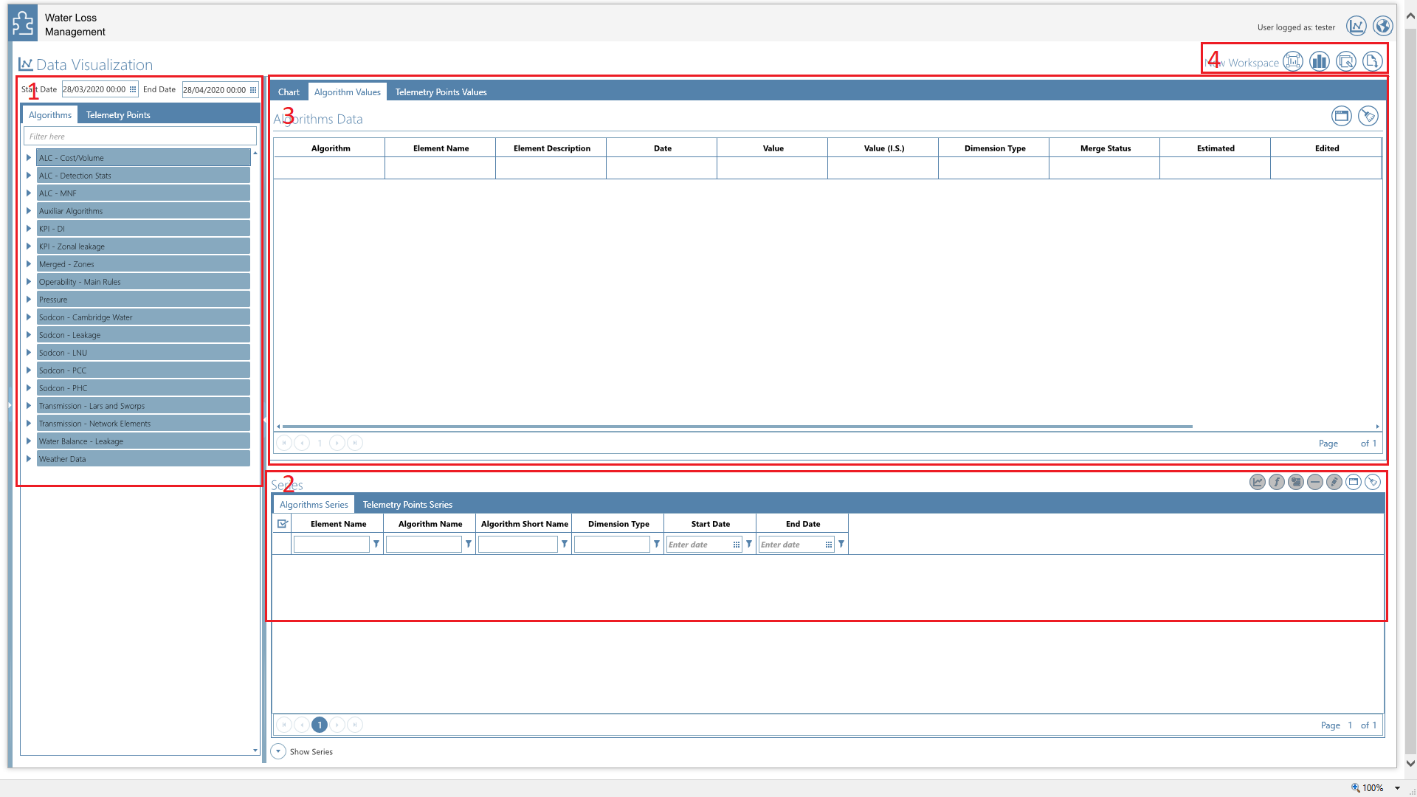 Water Loss
Management
User logged as: tester
Data Visualization
4
New Workspace
1
Start Date 28/03/2020 00:00 End Date 28/04/2020 00:00
Algorithms Telemetry Points
Filter here
ALC - Cost/Volume
ALC - Detection Stats
ALC - MNF
Auxiliar Algorithms
KPI - DI
KPI - Zonal leakage
Merged - Zones
Operability - Main Rules
Pressure
Sodcon - Cambridge Water
Sodcon - Leakage
Sodcon - LNU
Sodcon - PCC
Sodcon - PHC
Transmission - Lars and Sworps
Transmission - Network Elements
Water Balance - Leakage
Weather Data
Chart Algorithm Values Telemetry Points Values
3
Algorithms Data
Algorithm Element Name Element Description Date Value Value (I.S.) Dimension Type Merge Status Estimated Edited
1 Page of 1
2
Series
Algorithms Series Telemetry Points Series
Element Name Algorithm Name Algorithm Short Name Dimension Type Start Date End Date
Enter date Enter date
1 Page 1 of 1
Show Series
100%